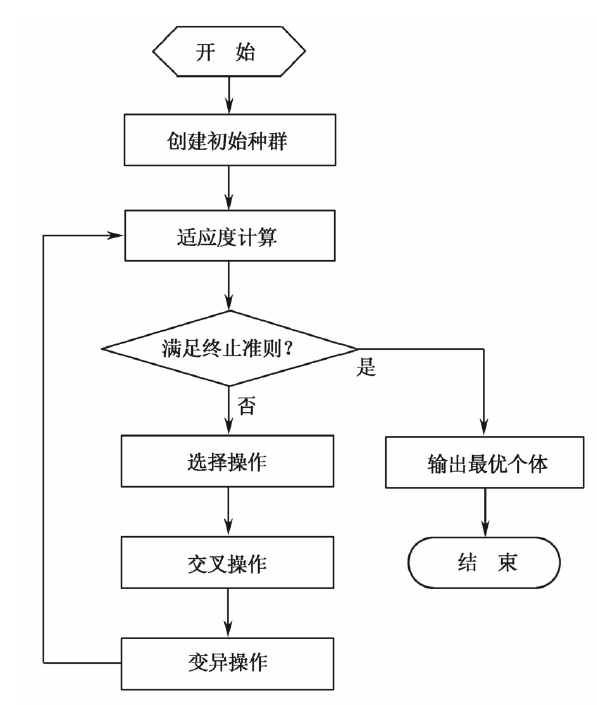 开 始
创建初始种群
适应度计算
满足终止准则？
是
否
选择操作
输出最优个体
交叉操作
结 束
变异操作